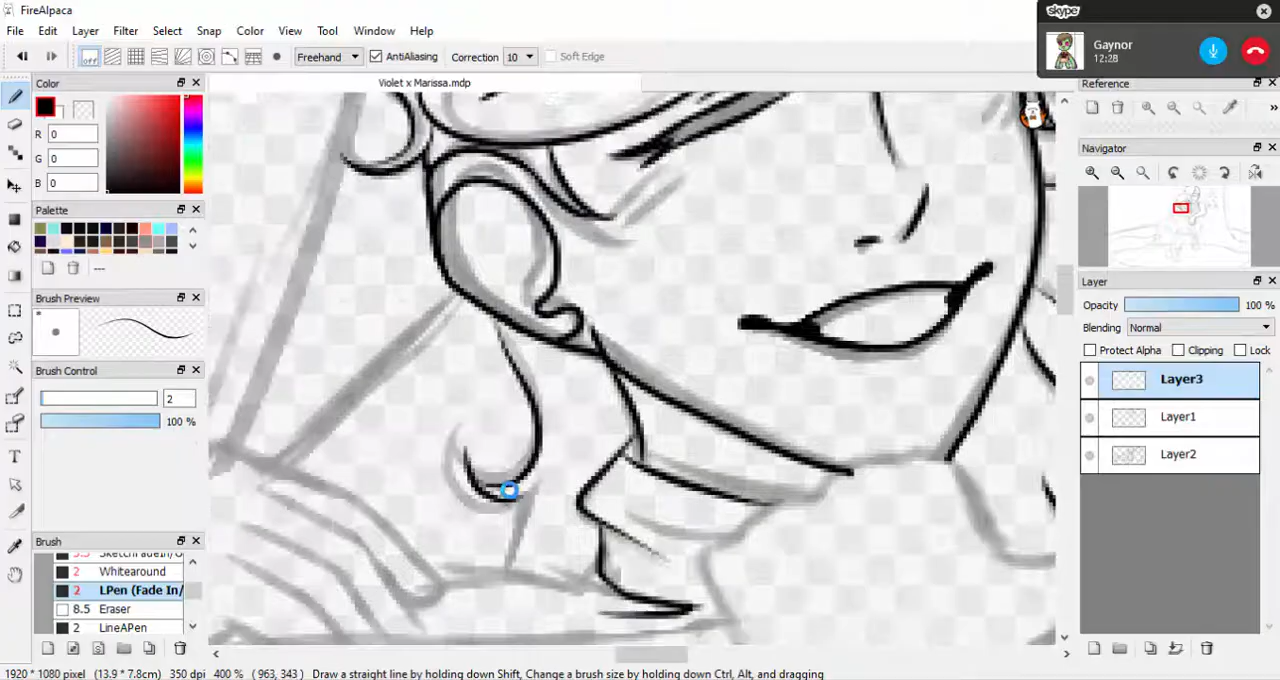 FireAlpaca
skype
File Edit Layer Filter Select Snap Color View Tool Window Help
Gaynor
12:28
off Freehand AntiAliasing Correction 10 Soft Edge
Color
Violet x Marissa.mdp
Reference
R 0
G 0
B 0
Navigator
Palette
---
Layer
Brush Preview
Opacity 100 %
Blending Normal
Protect Alpha Clipping Lock
Brush Control
Layer3
2
100 %
Layer1
Layer2
Brush
2 Whitearound
2 LPen (Fade In/
8.5 Eraser
2 LineAPen
1920 * 1080 pixel (13.9 * 7.8cm) 350 dpi 400 % ( 963, 343 ) Draw a straight line by holding down Shift, Change a brush size by holding down Ctrl, Alt, and dragging